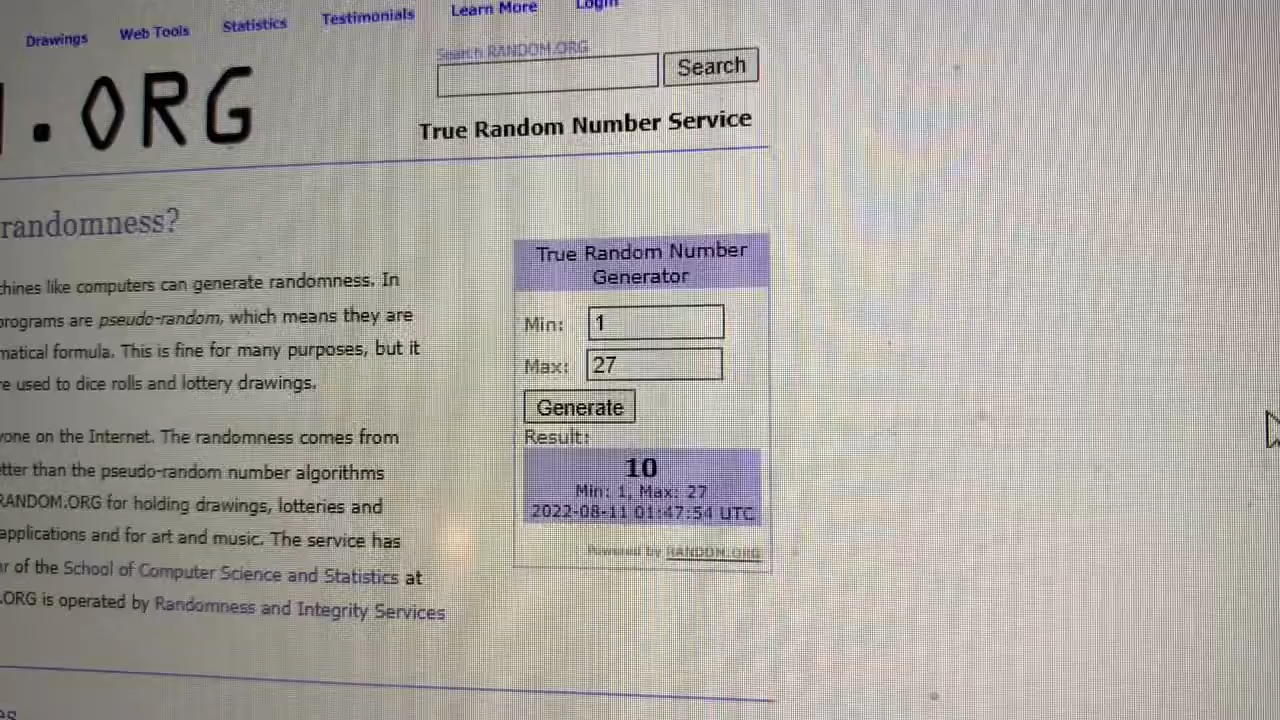 Drawings Web Tools Statistics Testimonials Learn More Login
Search RANDOM.ORG
Search
.ORG
True Random Number Service
randomness?
True Random Number
Generator
chines like computers can generate randomness. In
programs are pseudo-random, which means they are
Min: 1
matical formula. This is fine for many purposes, but it
Max: 27
re used to dice rolls and lottery drawings.
Generate
yone on the Internet. The randomness comes from
Result:
etter than the pseudo-random number algorithms
10
Min: 1, Max: 27
RANDOM.ORG for holding drawings, lotteries and
2022-08-11 01:47:54 UTC
applications and for art and music. The service has
Powered by RANDOM.ORG
ar of the School of Computer Science and Statistics at
.ORG is operated by Randomness and Integrity Services